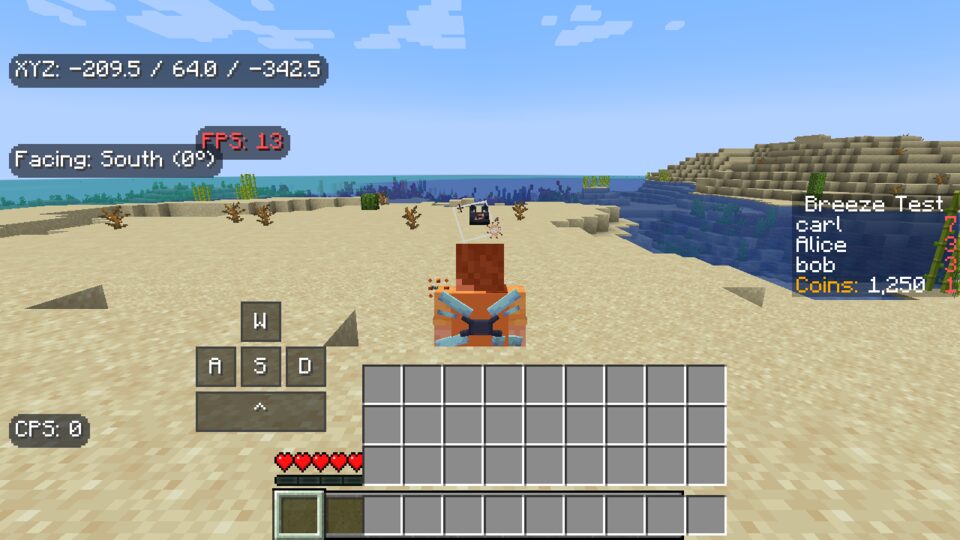 XYZ: -209.5 / 64.0 / -342.5
FPS: 13
Facing: South (0°)
Breeze Test
carl 7
Alice 3
bob 3
Coins: 1,250 1
W
A S D
^
CPS: 0